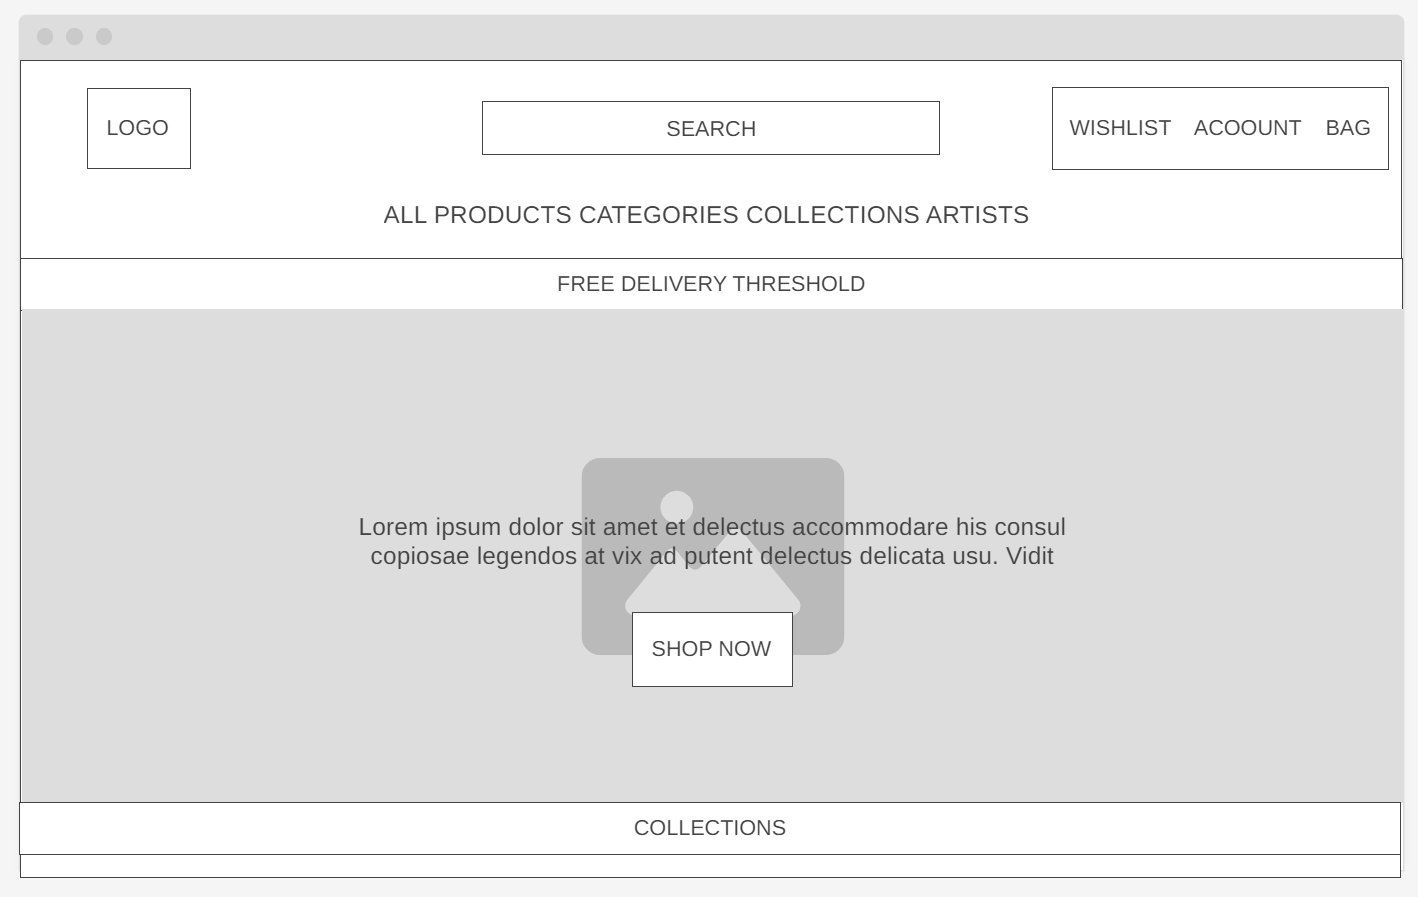 LOGO
SEARCH
WISHLIST ACOOUNT BAG
ALL PRODUCTS CATEGORIES COLLECTIONS ARTISTS
FREE DELIVERY THRESHOLD
Lorem ipsum dolor sit amet et delectus accommodare his consul
copiosae legendos at vix ad putent delectus delicata usu. Vidit
SHOP NOW
COLLECTIONS